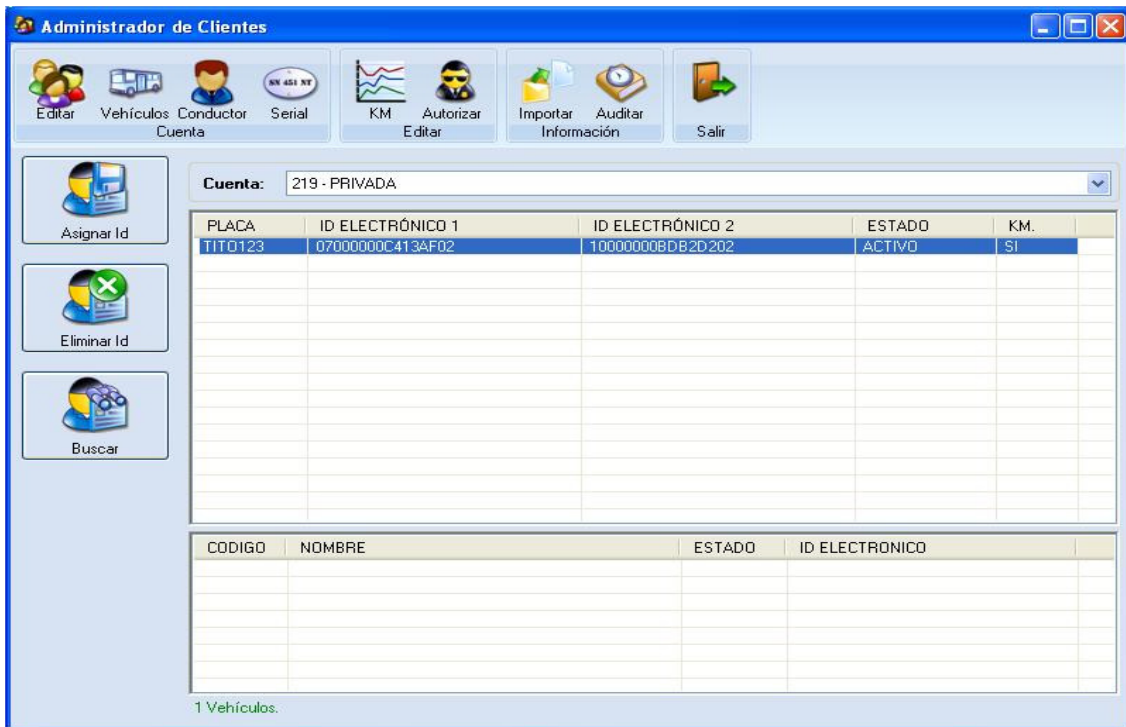 Administrador de Clientes
Editar Vehículos Conductor SN 451 NT Serial
Cuenta
KM Autorizar
Editar
Importar Auditar
Información
Salir
Asignar Id
Eliminar Id
Buscar
Cuenta: 219 - PRIVADA
PLACA ID ELECTRÓNICO 1 ID ELECTRÓNICO 2 ESTADO KM.
TITO123 07000000C413AF02 10000000BDB2D202 ACTIVO SI
CODIGO NOMBRE ESTADO ID ELECTRONICO
1 Vehículos.